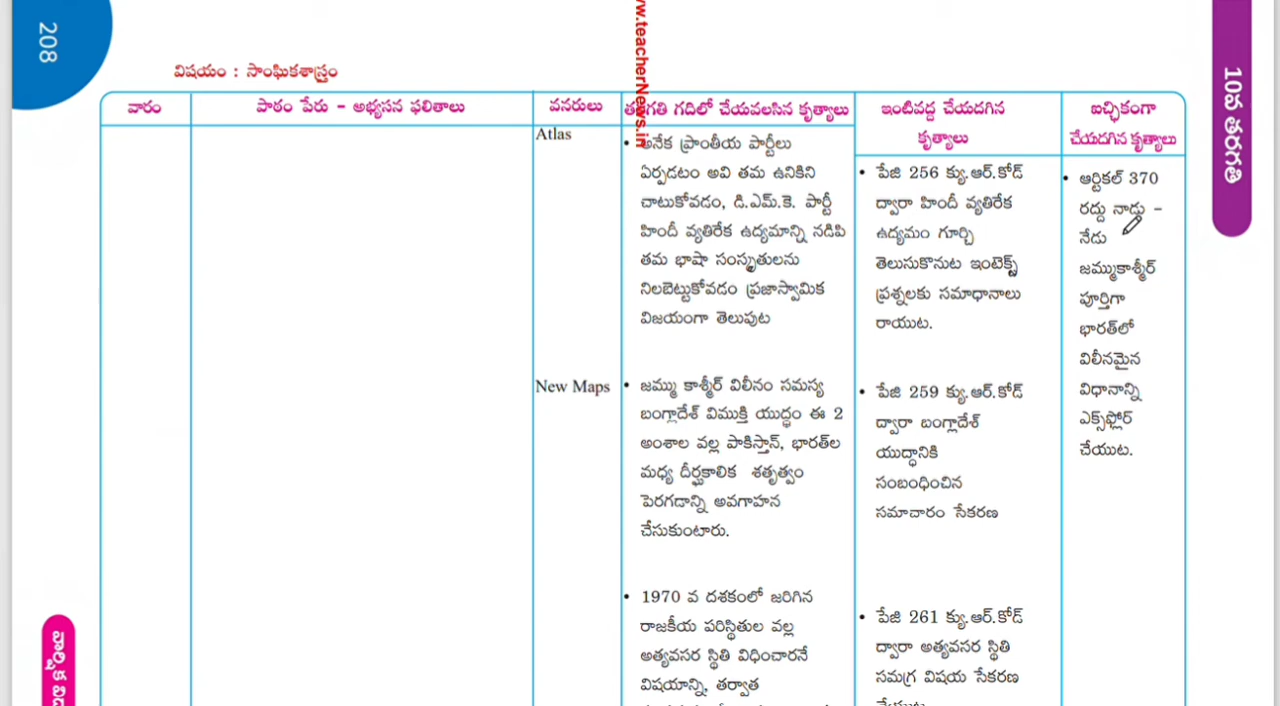 208
www.teacherNews.in
10వ తరగతి
విషయం : సాంఘికశాస్త్రం
వారం
పాఠం పేరు - అభ్యసన ఫలితాలు
వనరులు
తరగతి గదిలో చేయవలసిన కృత్యాలు
ఇంటివద్ద చేయదగిన
కృత్యాలు
ఐచ్ఛికంగా
చేయదగిన కృత్యాలు
Atlas
• అనేక ప్రాంతీయ పార్టీలు
ఏర్పడటం అవి తమ ఉనికిని
చాటుకోవడం, డి.ఎమ్.కె. పార్టీ
హిందీ వ్యతిరేక ఉద్యమాన్ని నడిపి
తమ భాషా సంస్కృతులను
నిలబెట్టుకోవడం ప్రజాస్వామిక
విజయంగా తెలుపుట
• పేజి 256 క్యు.ఆర్.కోడ్
ద్వారా హిందీ వ్యతిరేక
ఉద్యమం గూర్చి
తెలుసుకొనుట ఇంటెక్స్ట్
ప్రశ్నలకు సమాధానాలు
రాయుట.
• ఆర్టికల్ 370
రద్దు నాడు -
నేడు
జమ్ముకాశ్మీర్
పూర్తిగా
భారత్‌లో
విలీనమైన
విధానాన్ని
ఎక్స్‌ప్లోర్
చేయుట.
New Maps
• జమ్ము కాశ్మీర్ విలీనం సమస్య
బంగ్లాదేశ్ విముక్తి యుద్ధం ఈ 2
అంశాల వల్ల పాకిస్తాన్, భారత్‌ల
మధ్య దీర్ఘకాలిక శతృత్వం
పెరగడాన్ని అవగాహన
చేసుకుంటారు.
• పేజి 259 క్యు.ఆర్.కోడ్
ద్వారా బంగ్లాదేశ్
యుద్ధానికి
సంబంధించిన
సమాచారం సేకరణ
• 1970 వ దశకంలో జరిగిన
రాజకీయ పరిస్థితుల వల్ల
అత్యవసర స్థితి విధించారనే
విషయాన్ని, తర్వాత
• పేజి 261 క్యు.ఆర్.కోడ్
ద్వారా అత్యవసర స్థితి
సమగ్ర విషయ సేకరణ